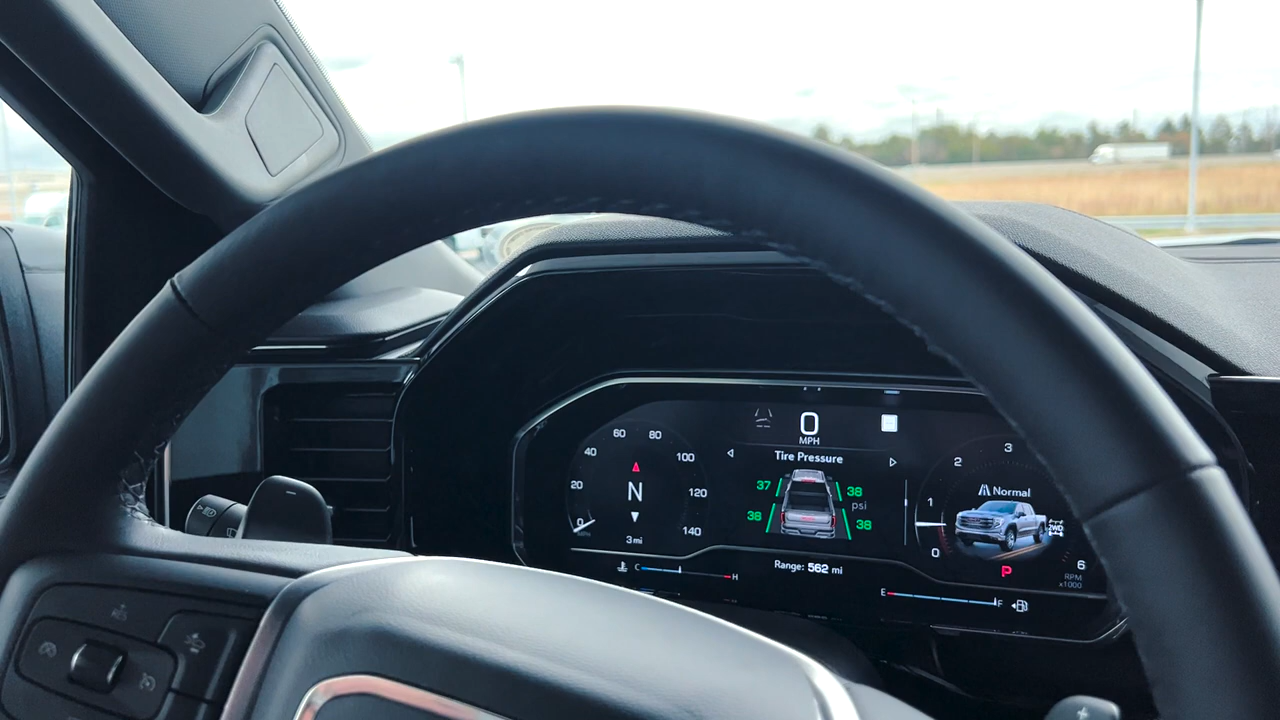 0
MPH
Tire Pressure
37 38
psi
38 38
Range: 562 mi
0
20
40
60
80
100
120
140
N
3 mi
C H
0
1
2
3
6
Normal
2WD
P
RPM
x1000
E F